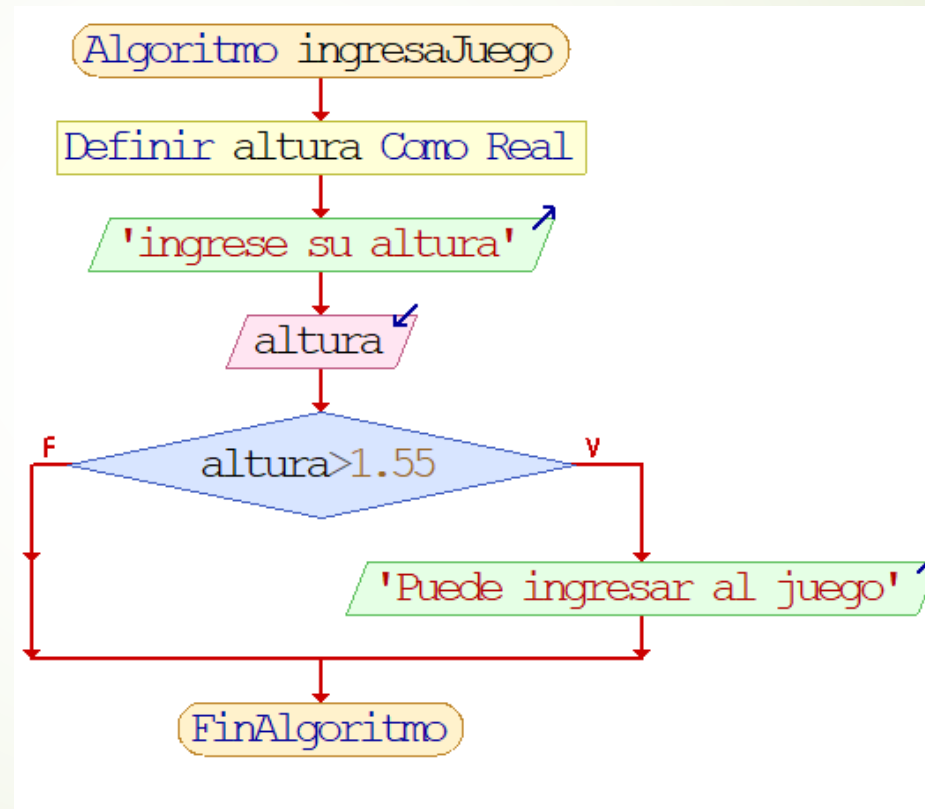 Algoritmo ingresaJuego
Definir altura Como Real
'ingrese su altura'
altura
F
V
altura>1.55
'Puede ingresar al juego'
FinAlgoritmo